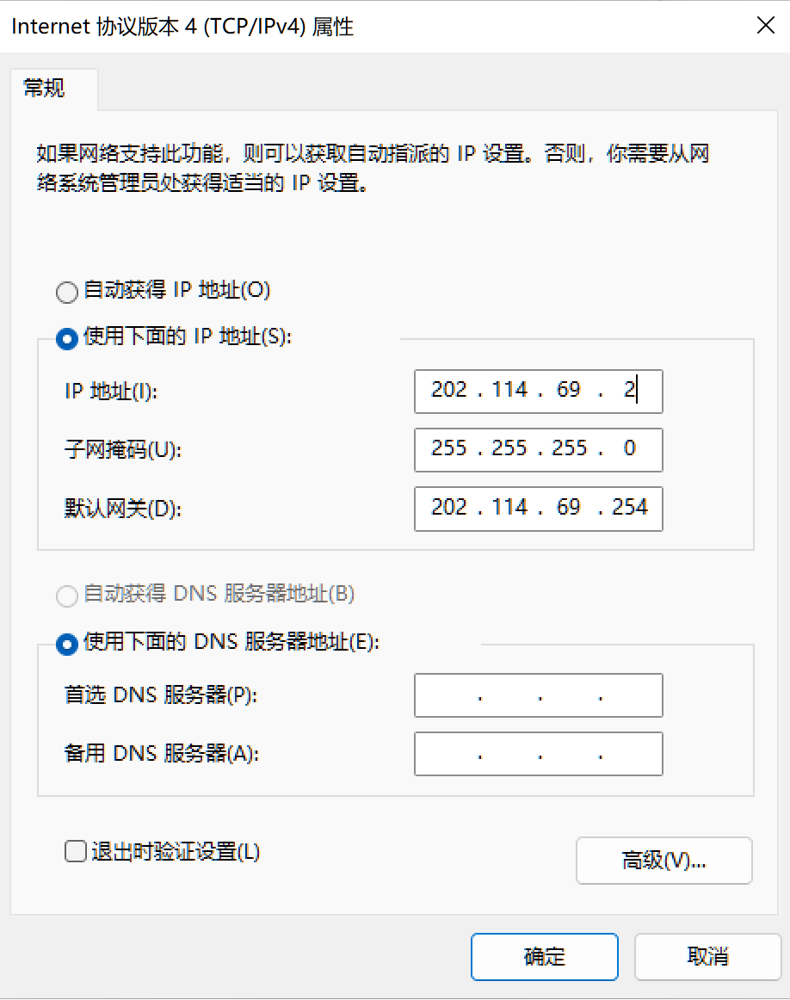 Internet 协议版本 4 (TCP/IPv4) 属性
常规
如果网络支持此功能，则可以获取自动指派的 IP 设置。否则，你需要从网
络系统管理员处获得适当的 IP 设置。
自动获得 IP 地址(O)
使用下面的 IP 地址(S):
IP 地址(I): 202 . 114 . 69 . 2
子网掩码(U): 255 . 255 . 255 . 0
默认网关(D): 202 . 114 . 69 . 254
自动获得 DNS 服务器地址(B)
使用下面的 DNS 服务器地址(E):
首选 DNS 服务器(P): . . .
备用 DNS 服务器(A): . . .
退出时验证设置(L)
高级(V)...
确定 取消